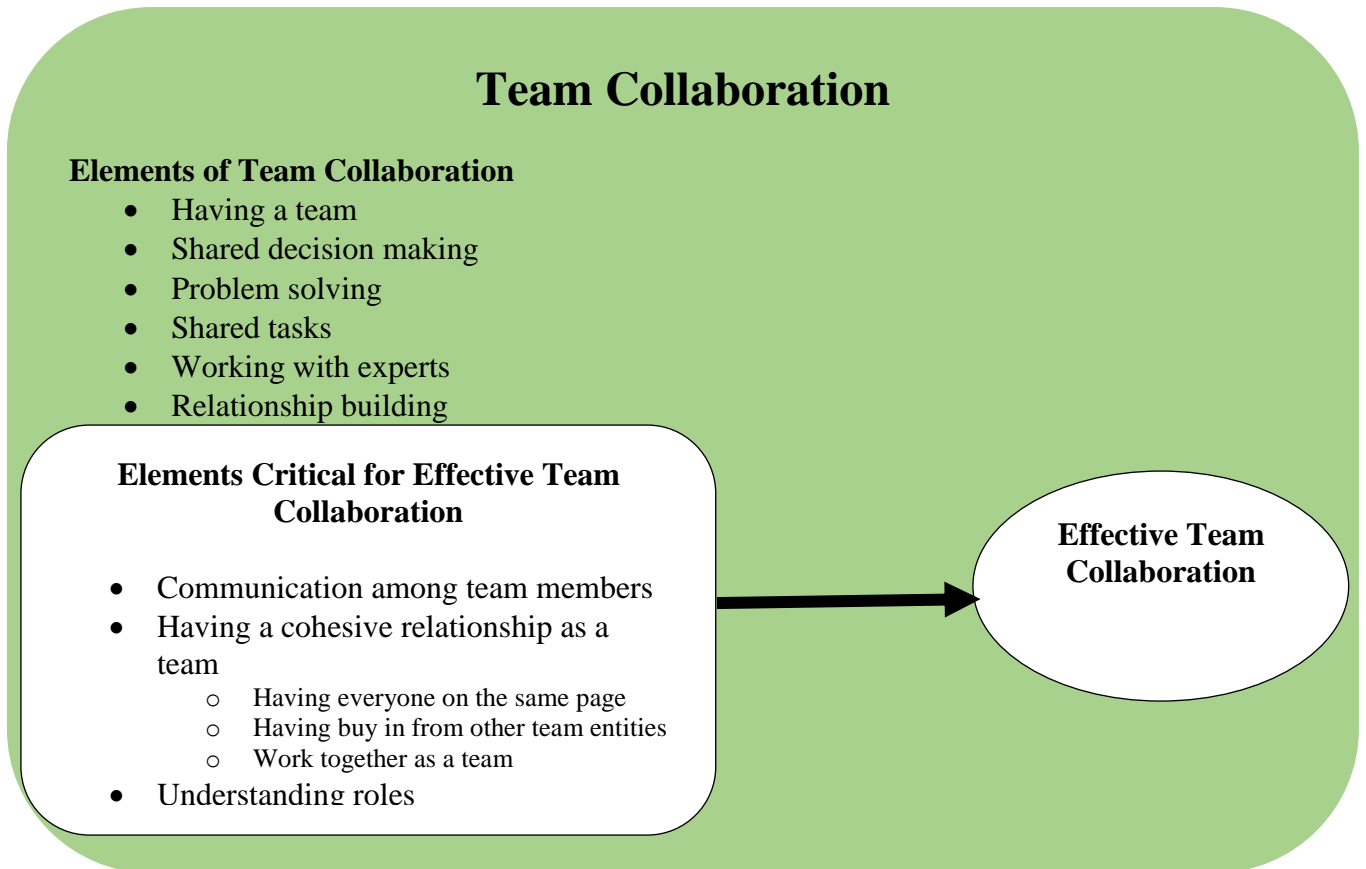 Team Collaboration
Elements of Team Collaboration
• Having a team
• Shared decision making
• Problem solving
• Shared tasks
• Working with experts
• Relationship building
Elements Critical for Effective Team
Collaboration
• Communication among team members
• Having a cohesive relationship as a
team
o Having everyone on the same page
o Having buy in from other team entities
o Work together as a team
• Understanding roles
Effective Team
Collaboration